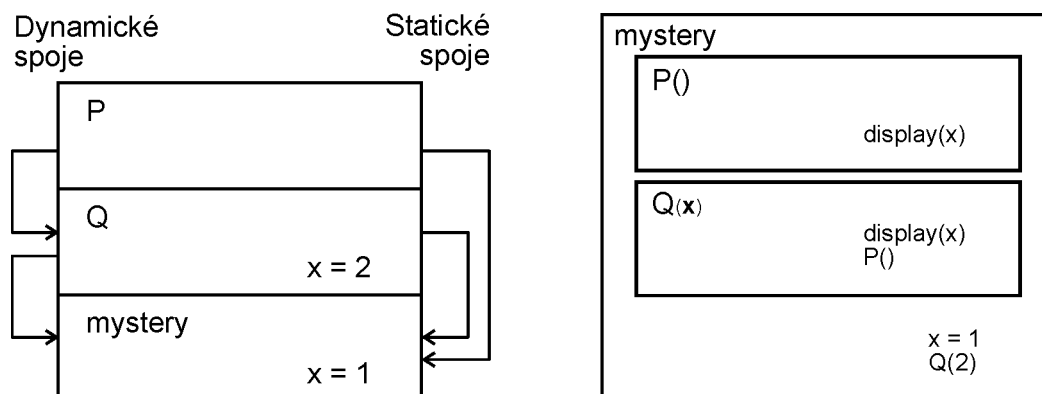 Dynamické
spoje
Statické
spoje
P
Q
x = 2
mystery
x = 1
mystery
P()
display(x)
Q(x)
display(x)
P()
x = 1
Q(2)